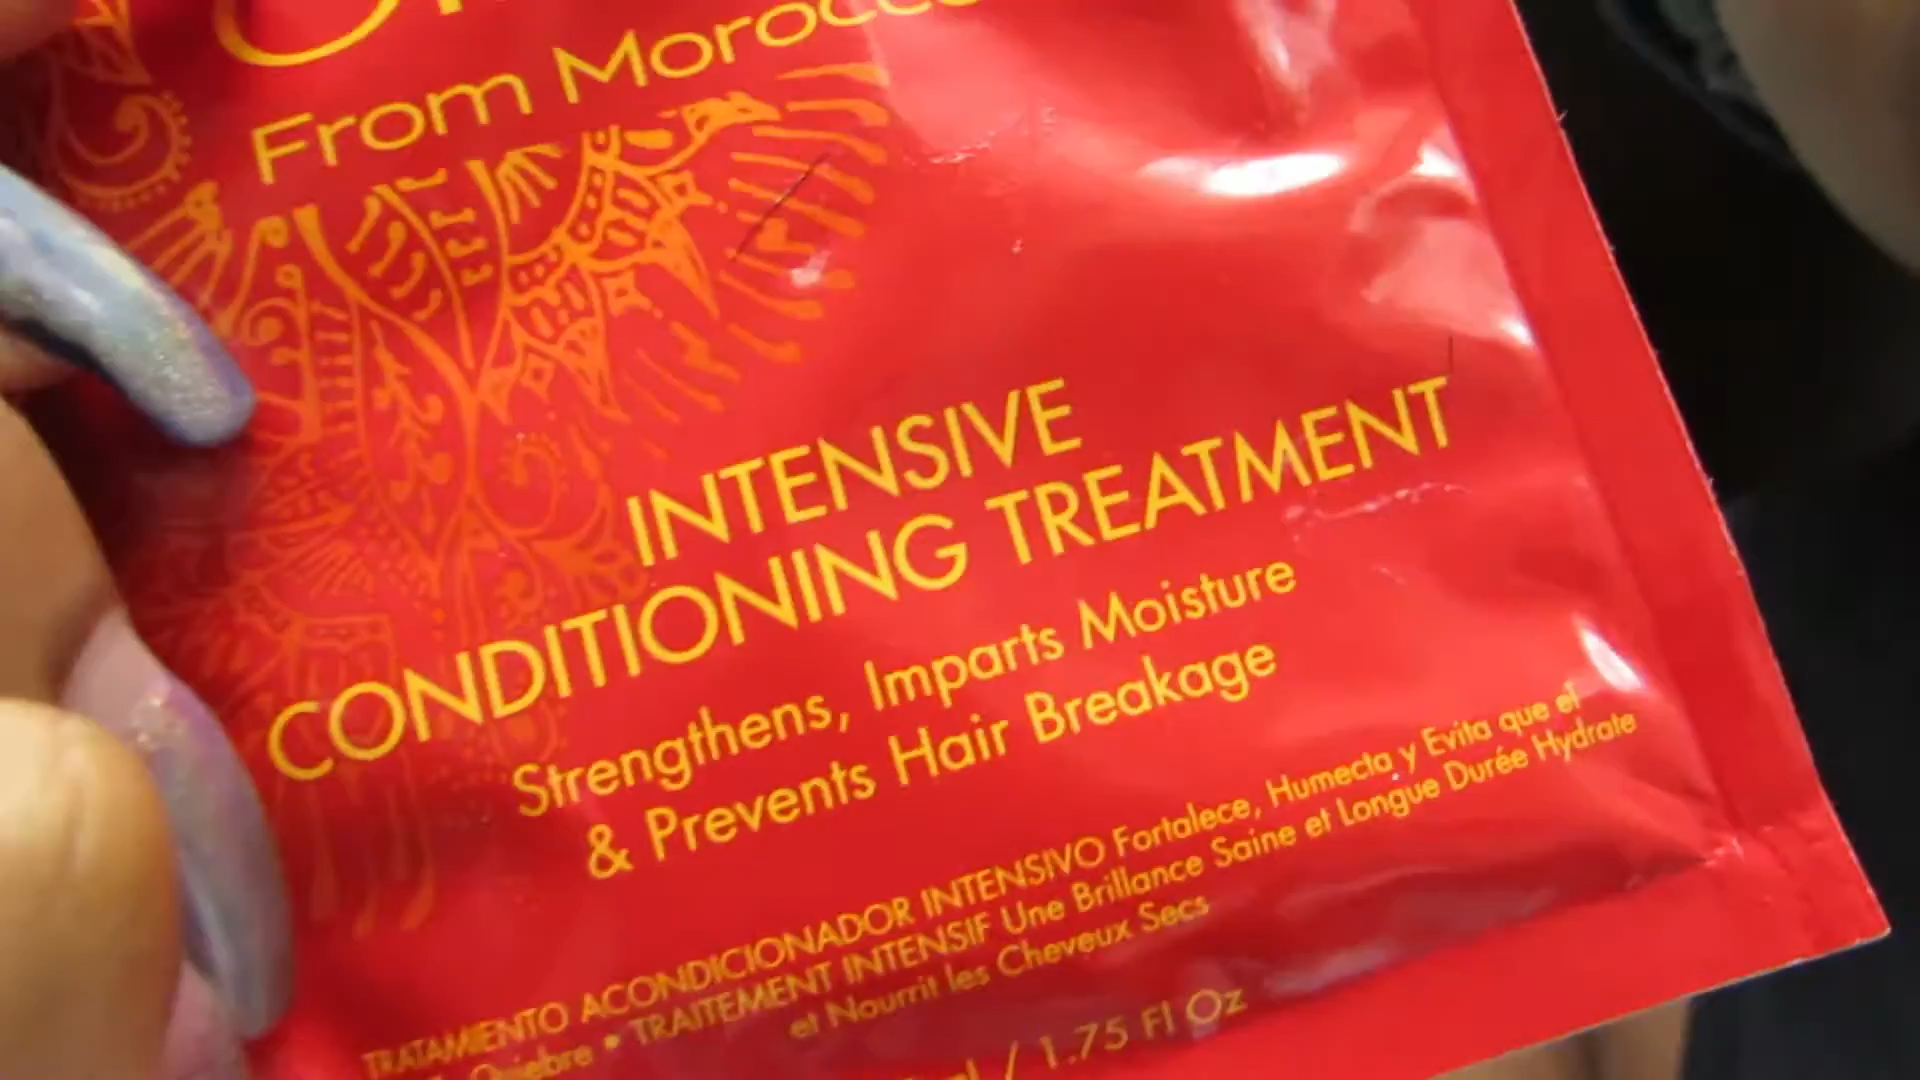 From Morocco
INTENSIVE
CONDITIONING TREATMENT
Strengthens, Imparts Moisture
& Prevents Hair Breakage
TRATAMIENTO ACONDICIONADOR INTENSIVO Fortalece, Humecta y Evita que el
Quiebre • TRAITEMENT INTENSIF Une Brillance Saine et Longue Durée Hydrate
et Nourrit les Cheveux Secs
ml / 1.75 Fl Oz